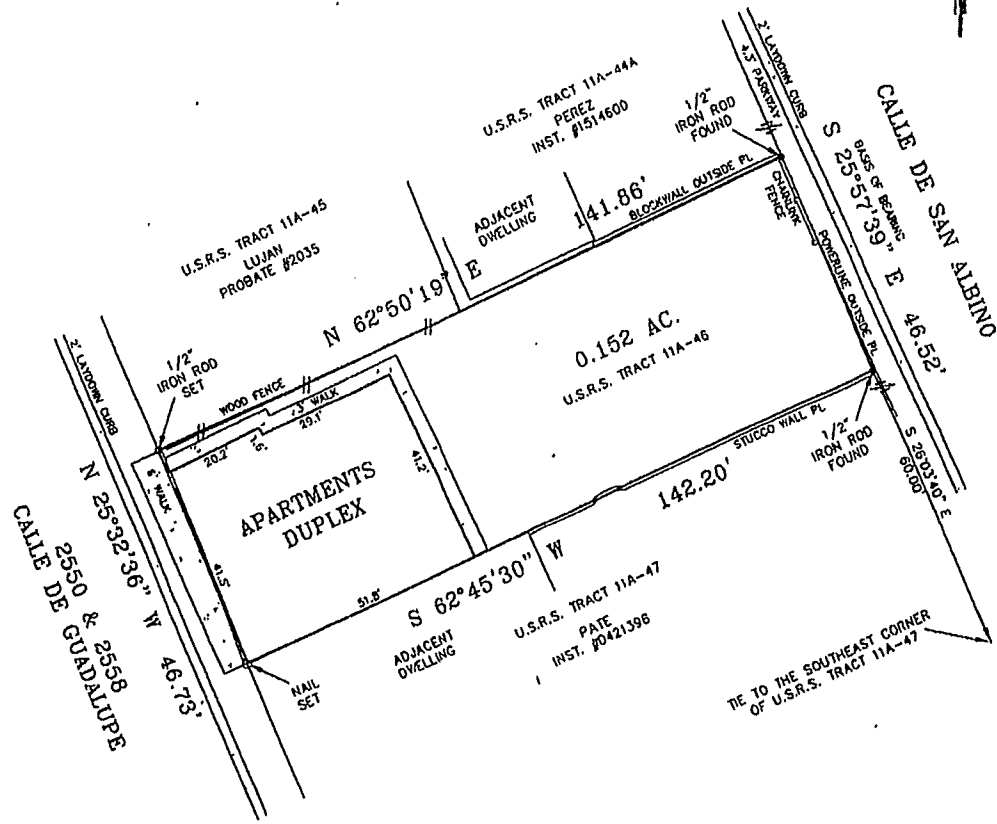 2' LAYDOWN CURB
4.5' PARKWAY
CALLE DE SAN ALBINO
BASIS OF BEARING
S 25°57'39" E 46.52'
U.S.R.S. TRACT 11A-44A
PEREZ
INST. #1514600
1/2"
IRON ROD
FOUND
CHAINLINK
FENCE
POWERLINE OUTSIDE PL
U.S.R.S. TRACT 11A-45
LUJAN
PROBATE #2035
ADJACENT
DWELLING
141.86'
BLOCKWALL OUTSIDE PL
N 62°50'19" E
0.152 AC.
U.S.R.S. TRACT 11A-46
1/2"
IRON ROD
SET
2' LAYDOWN CURB
WOOD FENCE
3' WALK
29.1'
1.6'
20.2'
8' WALK
41.2'
APARTMENTS
DUPLEX
41.5'
51.8'
STUCCO WALL PL
1/2"
IRON ROD
FOUND
142.20'
S 62°45'30" W
S 26°03'40" E
60.00'
N 25°32'36" W 46.73'
2550 & 2558
CALLE DE GUADALUPE
NAIL
SET
ADJACENT
DWELLING
U.S.R.S. TRACT 11A-47
PATE
INST. #0421396
TIE TO THE SOUTHEAST CORNER
OF U.S.R.S. TRACT 11A-47